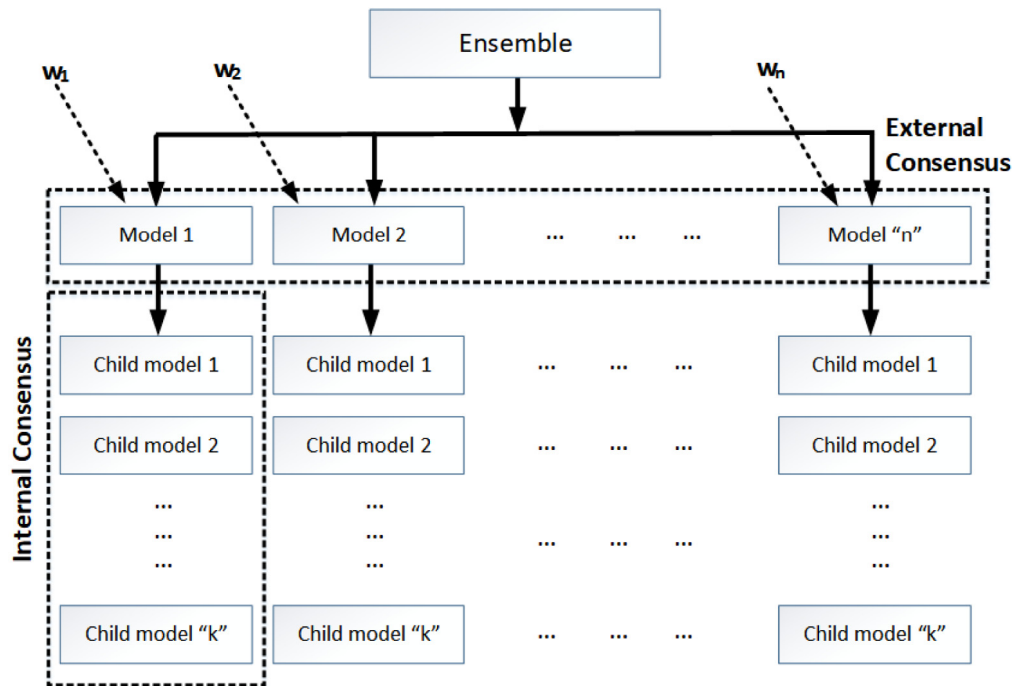 Ensemble
w1
w2
wn
External
Consensus
Model 1
Model 2
... ... ...
Model “n”
Internal Consensus
Child model 1
Child model 1
... ... ...
Child model 1
Child model 2
Child model 2
... ... ...
Child model 2
... ... ...
... ... ... ... ... ...
... ... ...
Child model “k”
Child model “k”
... ... ...
Child model “k”